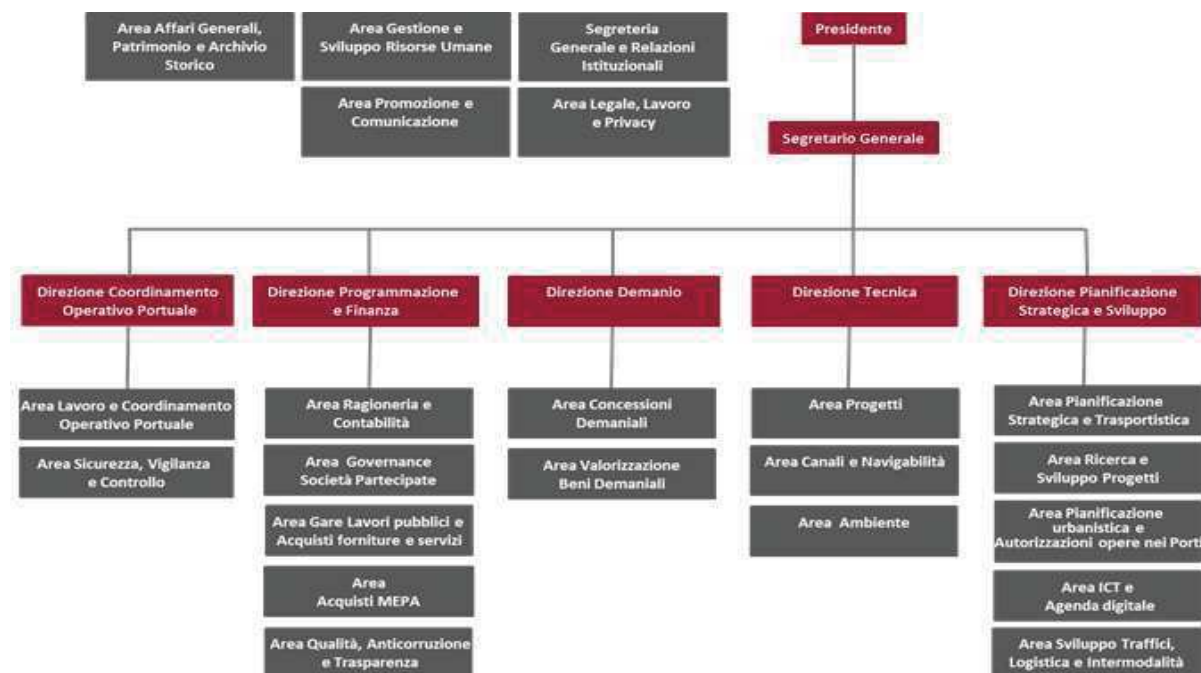 Area Affari Generali,
Patrimonio e Archivio
Storico
Area Gestione e
Sviluppo Risorse Umane
Segreteria
Generale e Relazioni
Istituzionali
Presidente
Area Promozione e
Comunicazione
Area Legale, Lavoro
e Privacy
Segretario Generale
Direzione Coordinamento
Operativo Portuale
Direzione Programmazione
e Finanza
Direzione Demanio
Direzione Tecnica
Direzione Pianificazione
Strategica e Sviluppo
Area Lavoro e Coordinamento
Operativo Portuale
Area Sicurezza, Vigilanza
e Controllo
Area Ragioneria e
Contabilità
Area Governance
Società Partecipate
Area Gare Lavori pubblici e
Acquisti forniture e servizi
Area
Acquisti MEPA
Area Qualità, Anticorruzione
e Trasparenza
Area Concessioni
Demaniali
Area Valorizzazione
Beni Demaniali
Area Progetti
Area Canali e Navigabilità
Area Ambiente
Area Pianificazione
Strategica e Trasportistica
Area Ricerca e
Sviluppo Progetti
Area Pianificazione
urbanistica e
Autorizzazioni opere nei Porti
Area ICT e
Agenda digitale
Area Sviluppo Traffici,
Logistica e Intermodalità